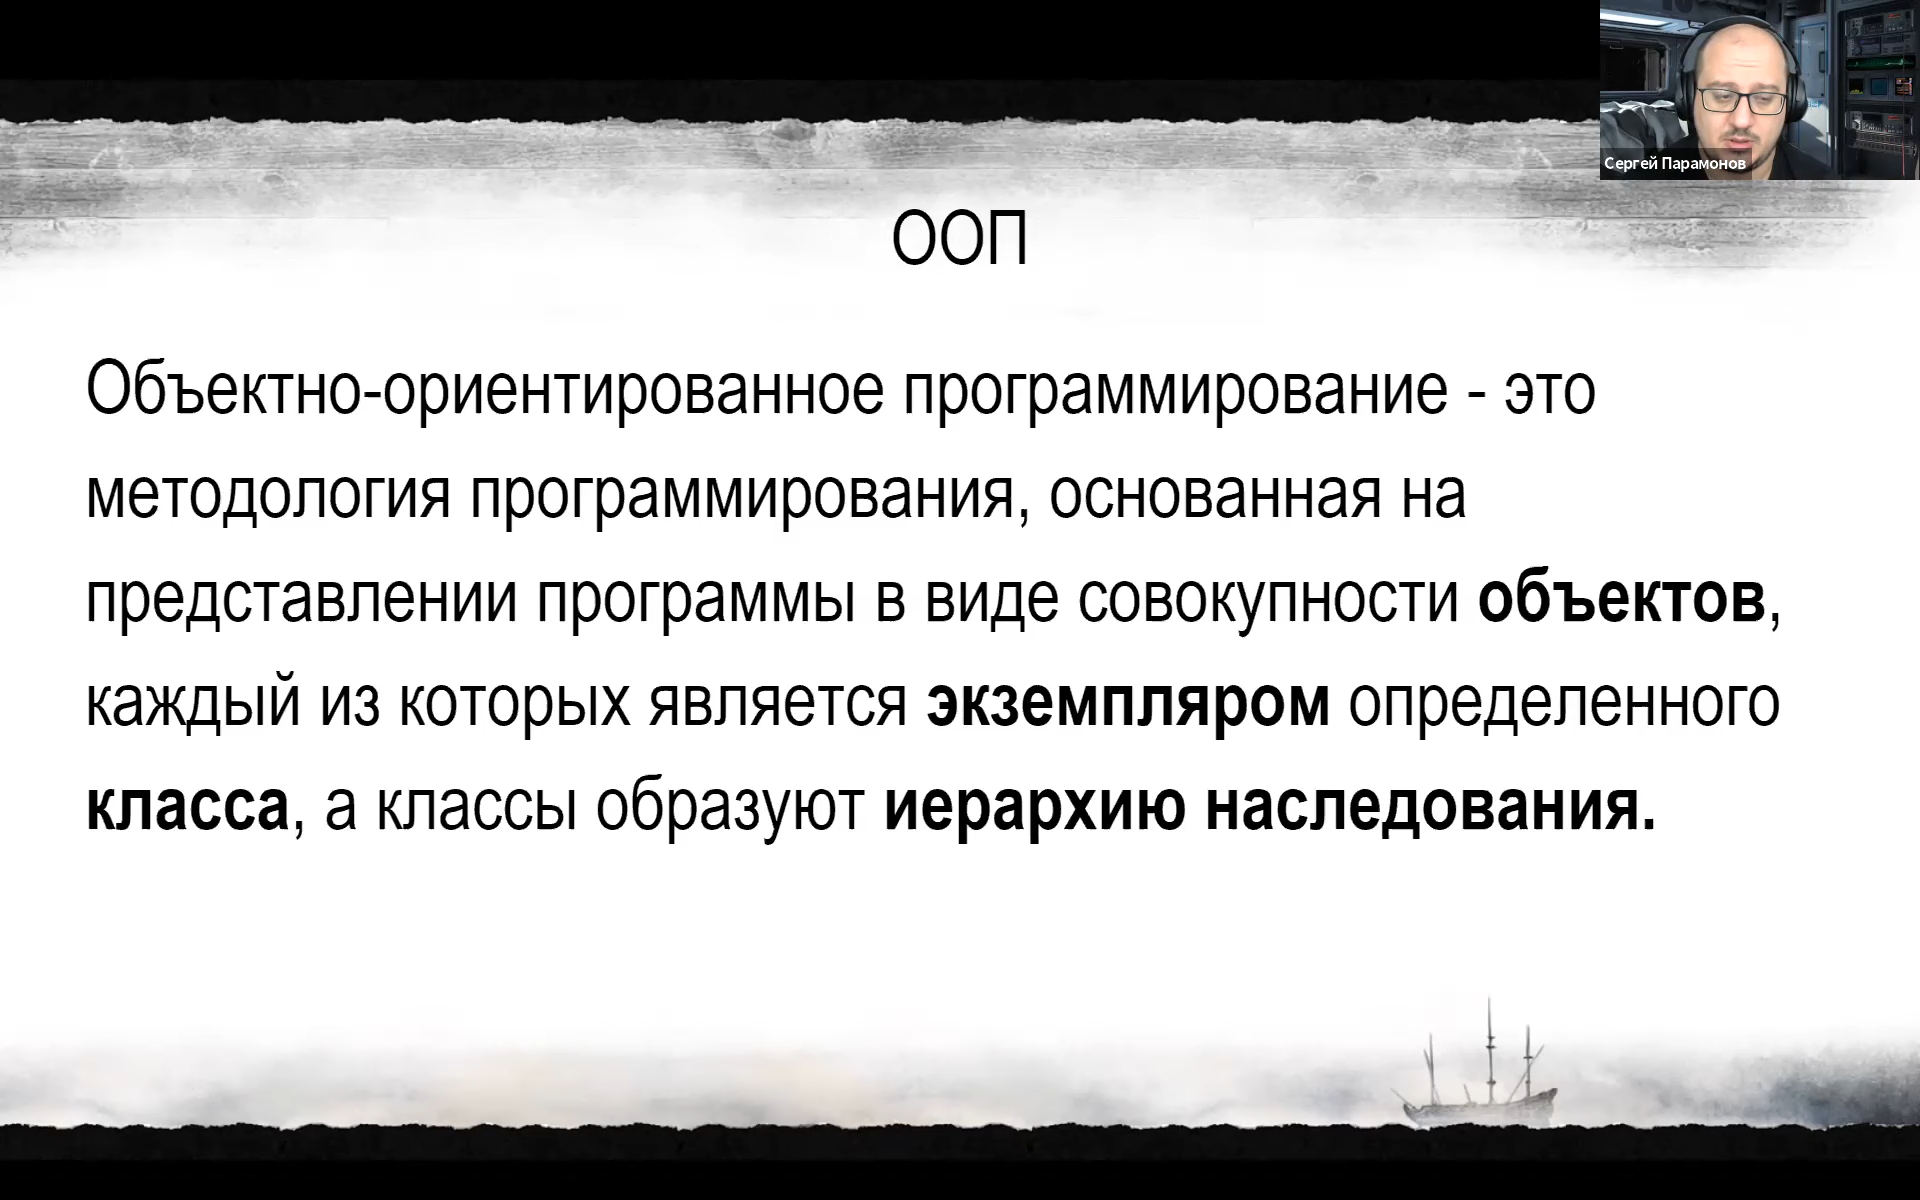 Сергей Парамонов
ООП
Объектно-ориентированное программирование - это
методология программирования, основанная на
представлении программы в виде совокупности объектов,
каждый из которых является экземпляром определенного
класса, а классы образуют иерархию наследования.